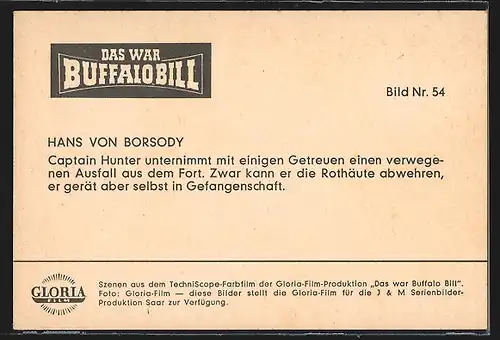 DAS WAR
BUFFALO BILL
Bild Nr. 54
HANS VON BORSODY
Captain Hunter unternimmt mit einigen Getreuen einen verwege-
nen Ausfall aus dem Fort. Zwar kann er die Rothäute abwehren,
er gerät aber selbst in Gefangenschaft.
GLORIA
FILM
Szenen aus dem TechniScope-Farbfilm der Gloria-Film-Produktion „Das war Buffalo Bill".
Foto: Gloria-Film — diese Bilder stellt die Gloria-Film für die J & M Serienbilder-
Produktion Saar zur Verfügung.